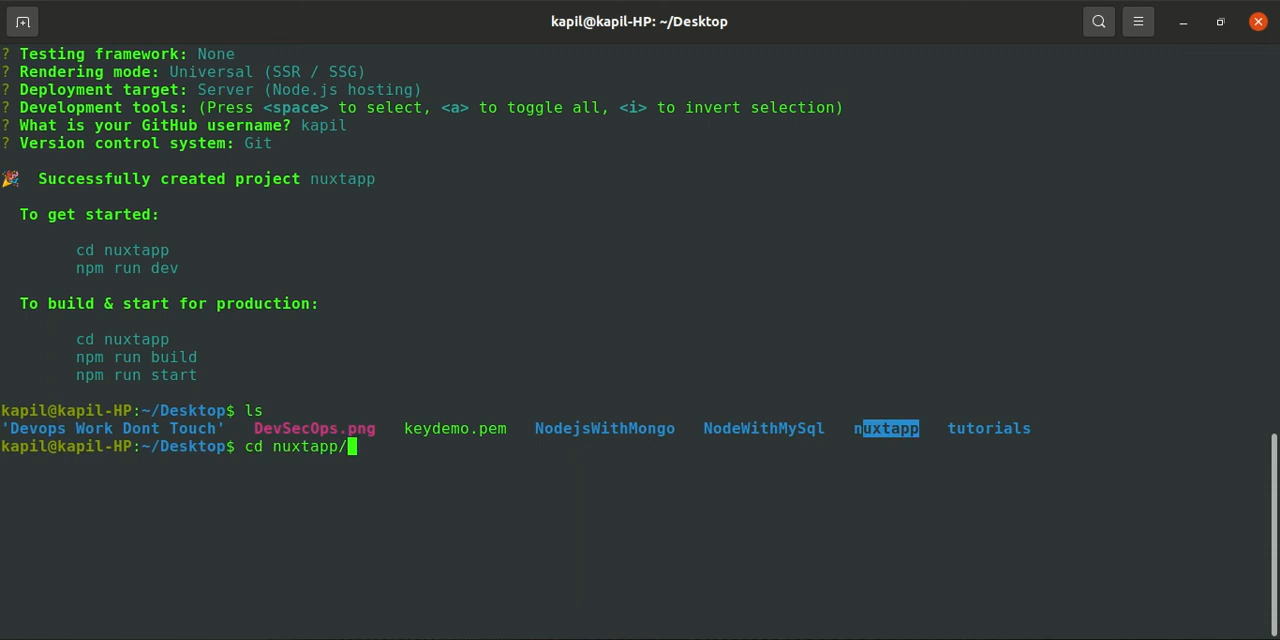 kapil@kapil-HP: ~/Desktop
? Testing framework: None
? Rendering mode: Universal (SSR / SSG)
? Deployment target: Server (Node.js hosting)
? Development tools: (Press <space> to select, <a> to toggle all, <i> to invert selection)
? What is your GitHub username? kapil
? Version control system: Git
🎉  Successfully created project nuxtapp
To get started:
cd nuxtapp
npm run dev
To build & start for production:
cd nuxtapp
npm run build
npm run start
kapil@kapil-HP:~/Desktop$ ls
'Devops Work Dont Touch'   DevSecOps.png   keydemo.pem   NodejsWithMongo   NodeWithMySql   nuxtapp   tutorials
kapil@kapil-HP:~/Desktop$ cd nuxtapp/